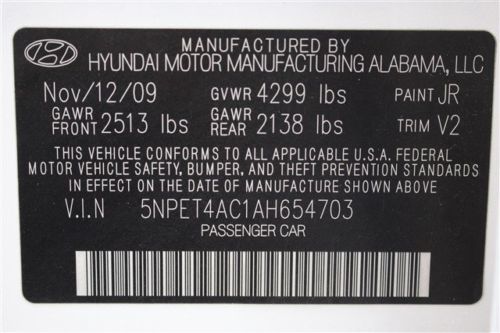 MANUFACTURED BY
HYUNDAI MOTOR MANUFACTURING ALABAMA, LLC
Nov/12/09 GVWR 4299 lbs PAINT JR
GAWR FRONT 2513 lbs GAWR REAR 2138 lbs TRIM V2
THIS VEHICLE CONFORMS TO ALL APPLICABLE U.S.A. FEDERAL
MOTOR VEHICLE SAFETY, BUMPER, AND THEFT PREVENTION STANDARDS
IN EFFECT ON THE DATE OF MANUFACTURE SHOWN ABOVE
V.I.N 5NPET4AC1AH654703
PASSENGER CAR